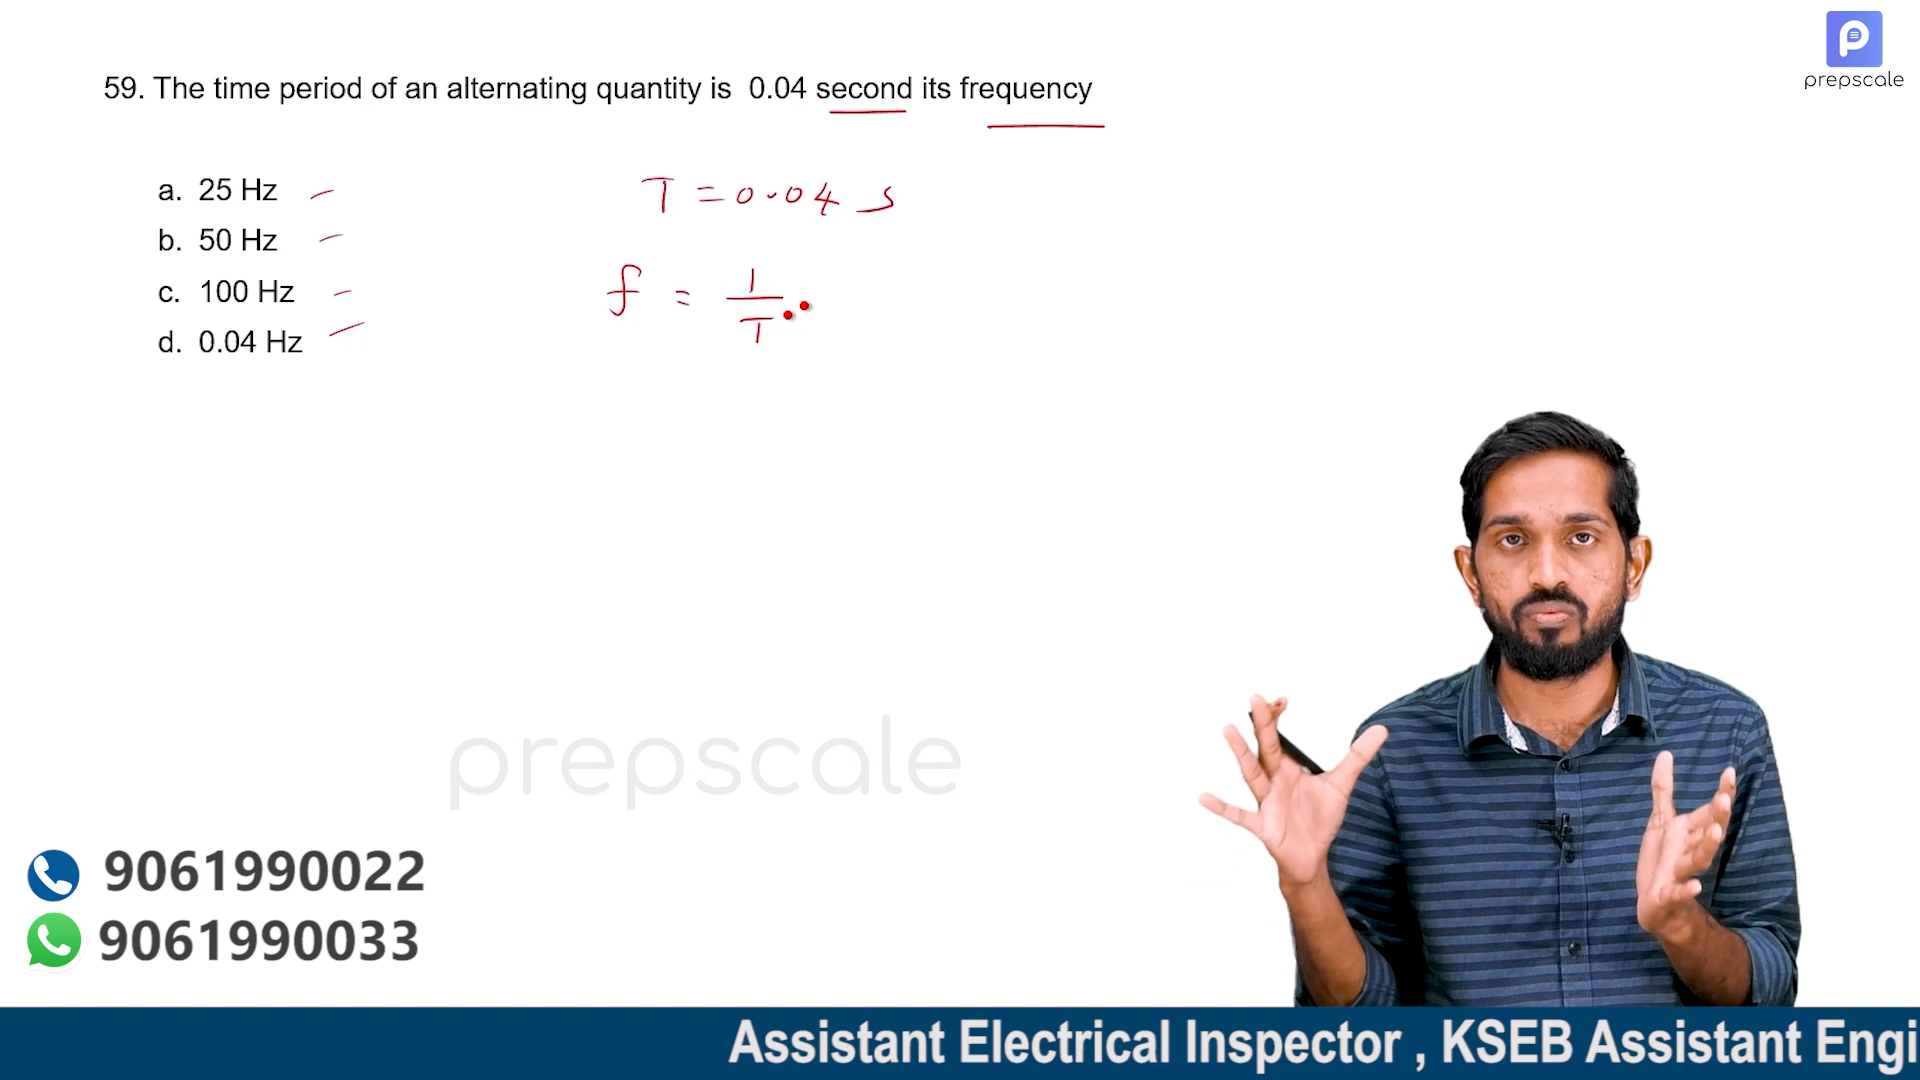 prepscale
59. The time period of an alternating quantity is 0.04 second its frequency
a. 25 Hz
b. 50 Hz
c. 100 Hz
d. 0.04 Hz
T = 0.04 s
f = 1/T
prepscale
9061990022
9061990033
Assistant Electrical Inspector , KSEB Assistant Engi